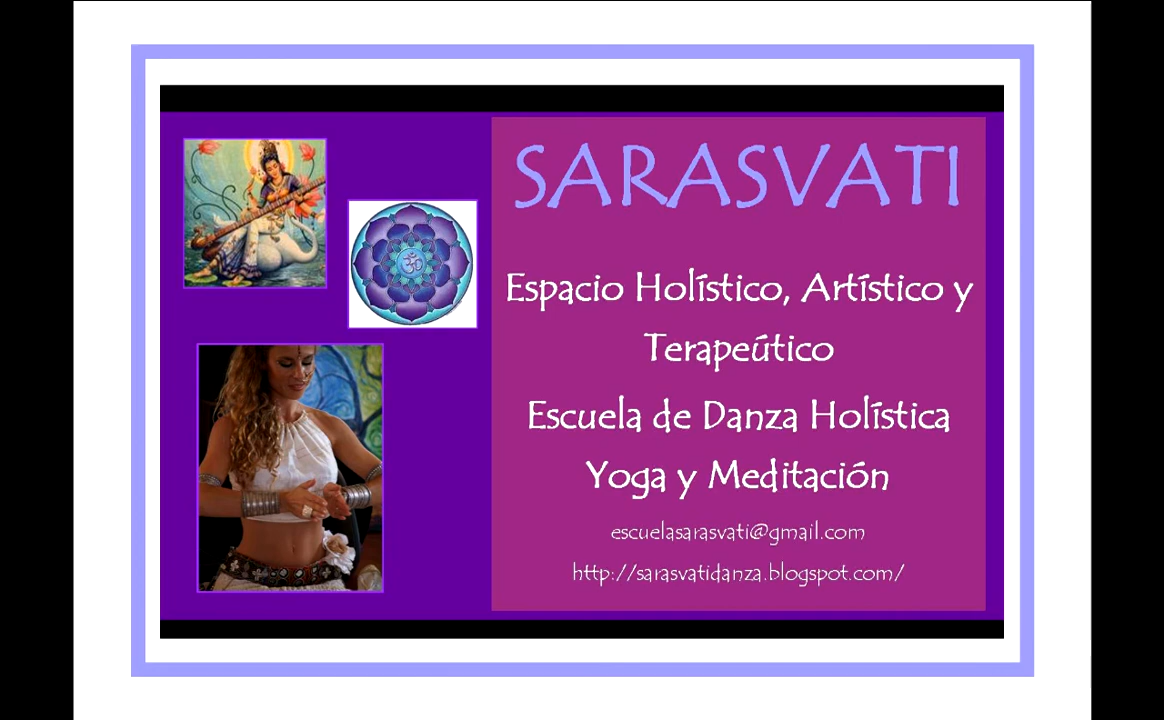 SARASVATI
Espacio Holístico, Artístico y
Terapeútico
Escuela de Danza Holística
Yoga y Meditación
escuelasarasvati@gmail.com
http://sarasvatidanza.blogspot.com/
ॐ